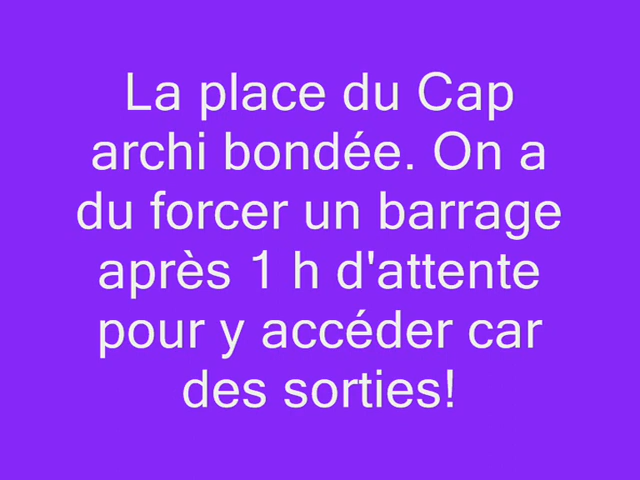 La place du Cap
archi bondée. On a
du forcer un barrage
après 1 h d'attente
pour y accéder car
des sorties!